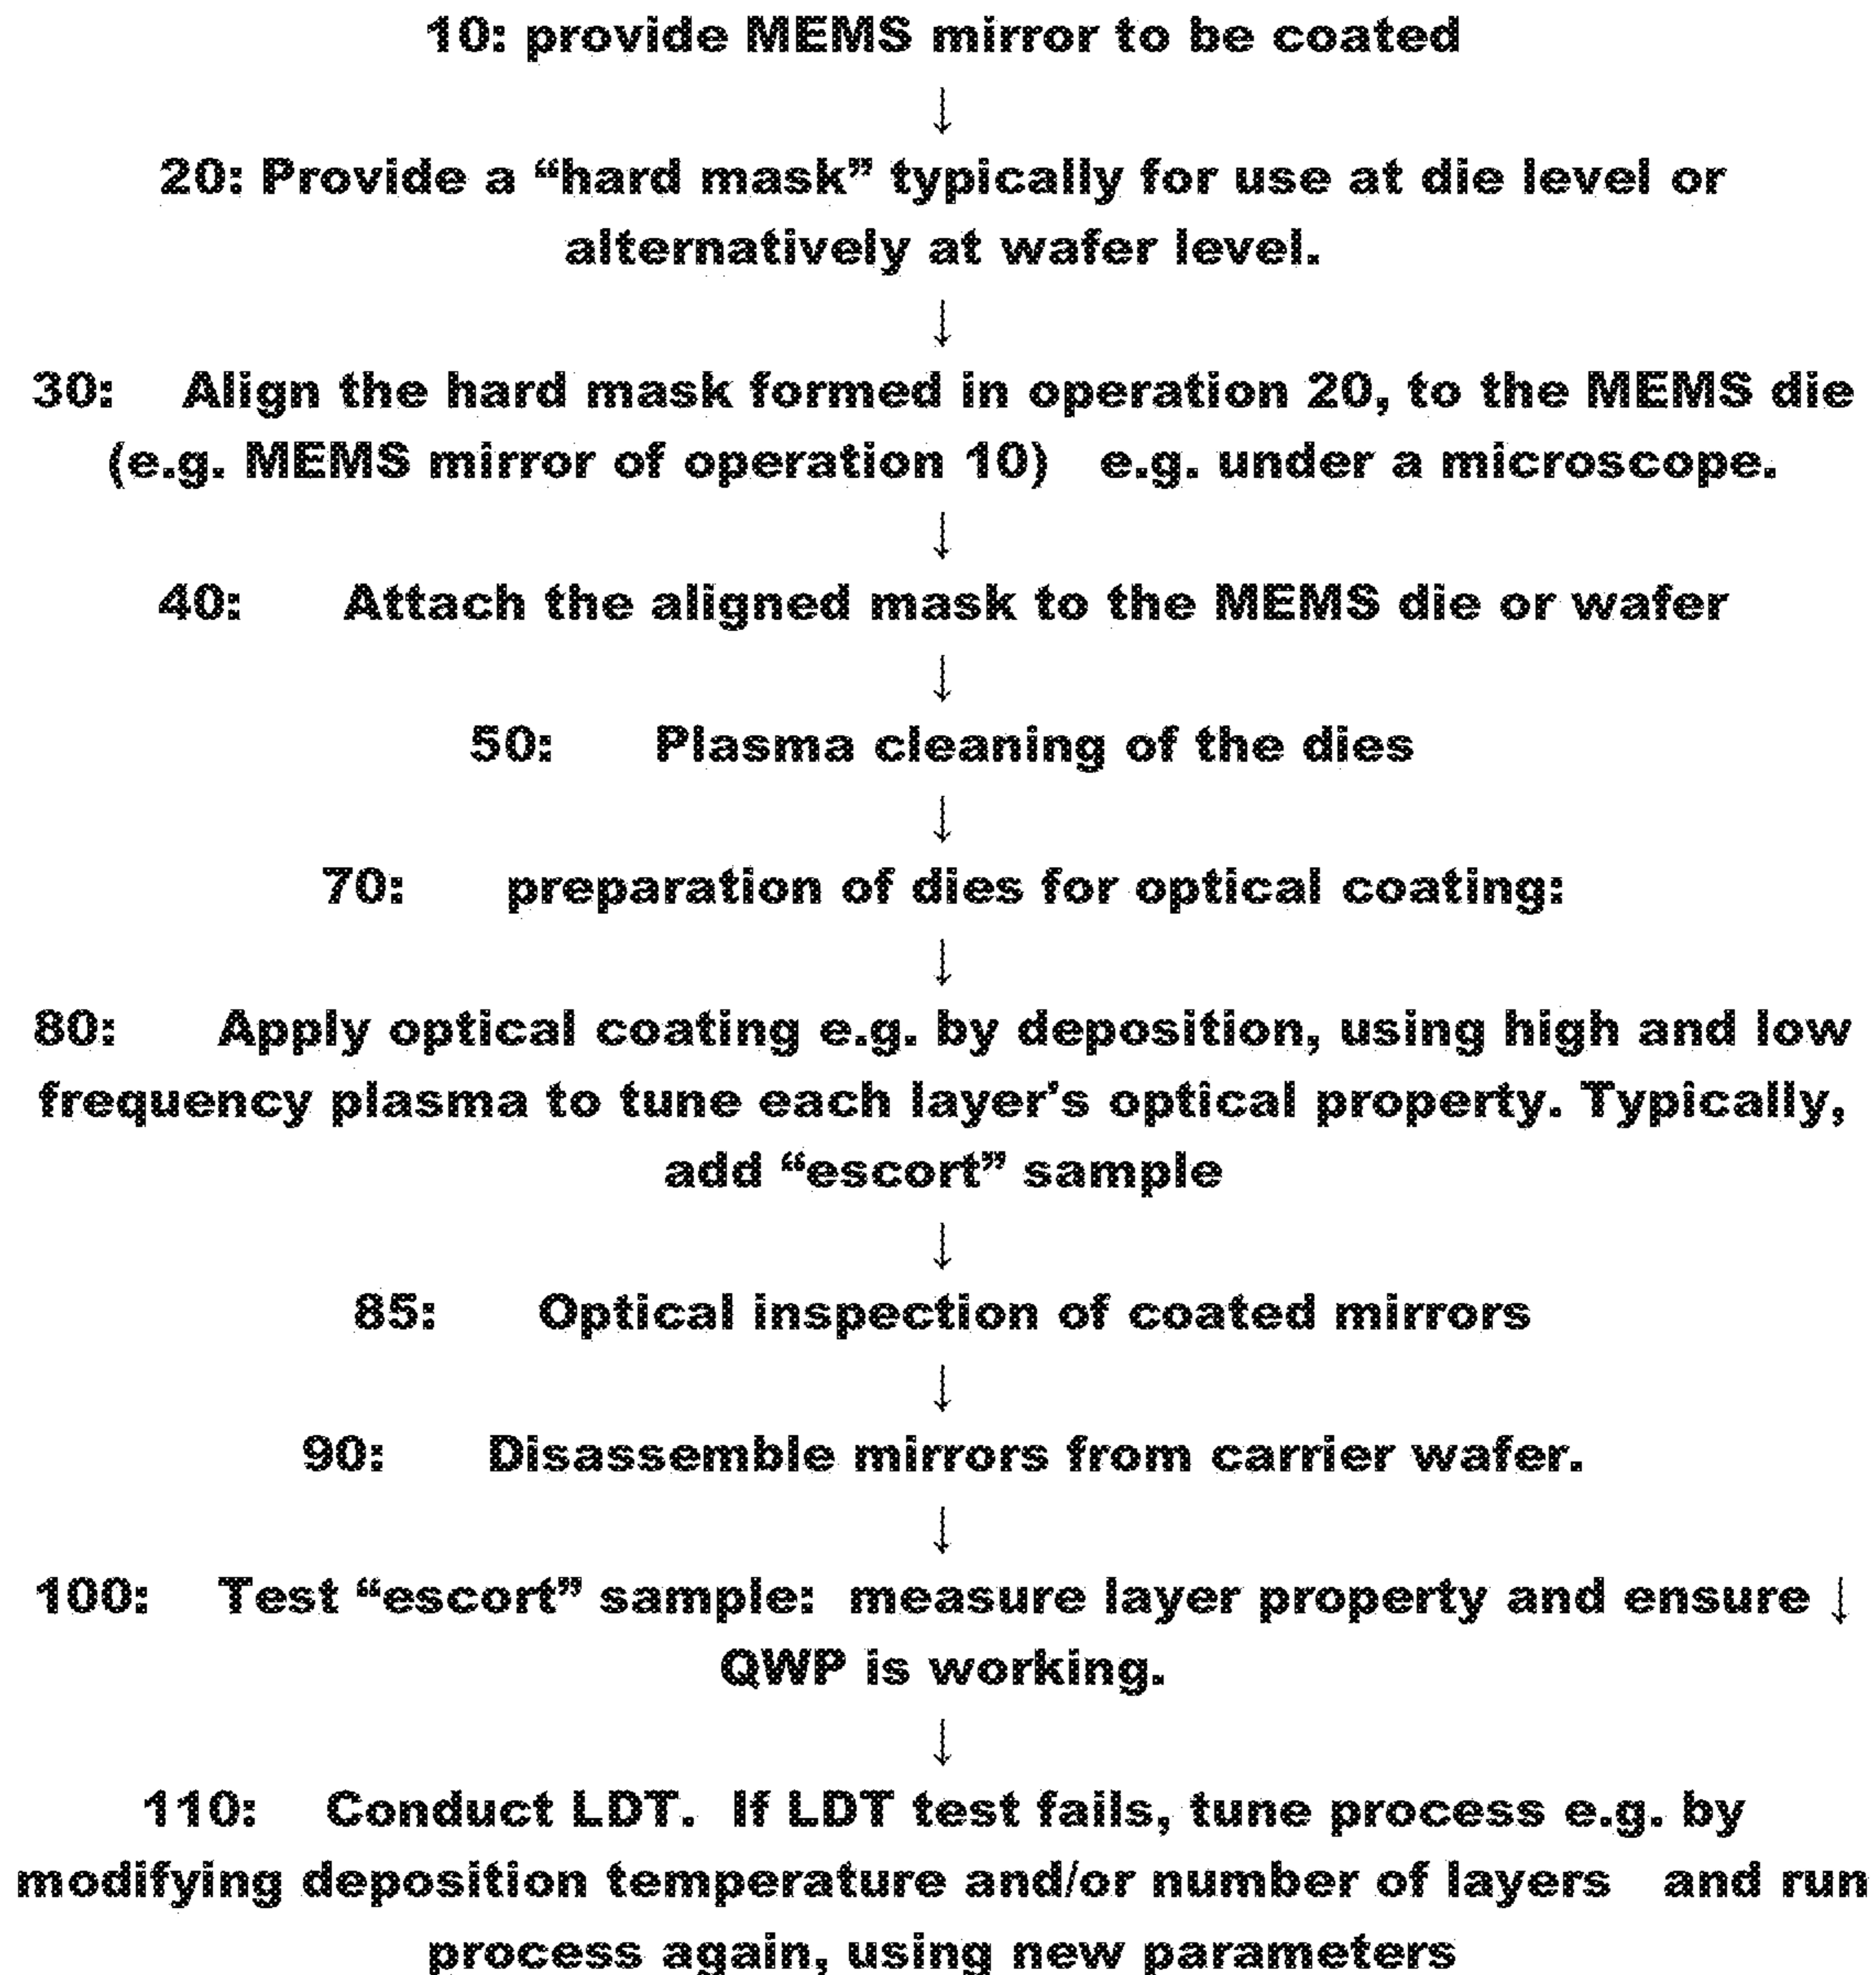 10: provide MEMS mirror to be coated
↓
20: Provide a “hard mask” typically for use at die level or
alternatively at wafer level.
↓
30: Align the hard mask formed in operation 20, to the MEMS die
(e.g. MEMS mirror of operation 10) e.g. under a microscope.
↓
40: Attach the aligned mask to the MEMS die or wafer
↓
50: Plasma cleaning of the dies
↓
70: preparation of dies for optical coating:
↓
80: Apply optical coating e.g. by deposition, using high and low
frequency plasma to tune each layer’s optical property. Typically,
add “escort” sample
↓
85: Optical inspection of coated mirrors
↓
90: Disassemble mirrors from carrier wafer.
↓
100: Test “escort” sample: measure layer property and ensure ↓
QWP is working.
↓
110: Conduct LDT. If LDT test fails, tune process e.g. by
modifying deposition temperature and/or number of layers and run
process again, using new parameters